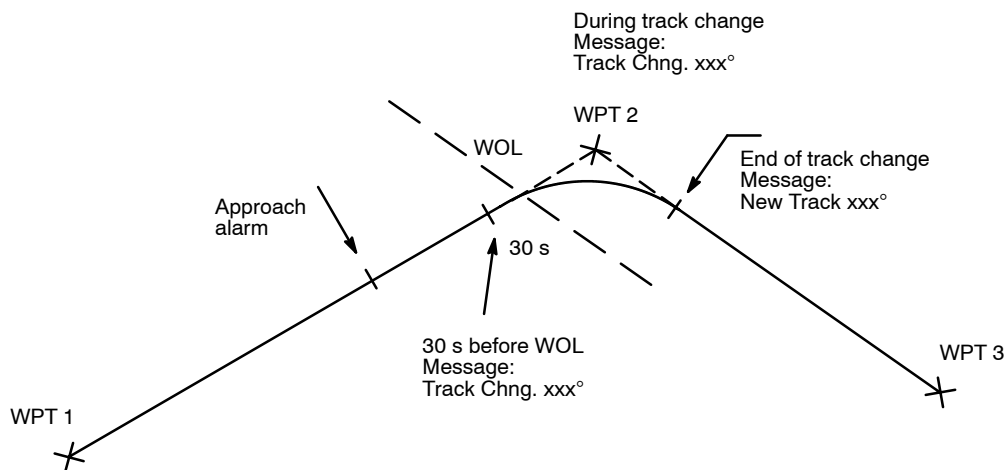 During track change
Message:
Track Chng. xxx°
WPT 2
WOL
End of track change
Message:
New Track xxx°
Approach
alarm
30 s
30 s before WOL
Message:
Track Chng. xxx°
WPT 3
WPT 1